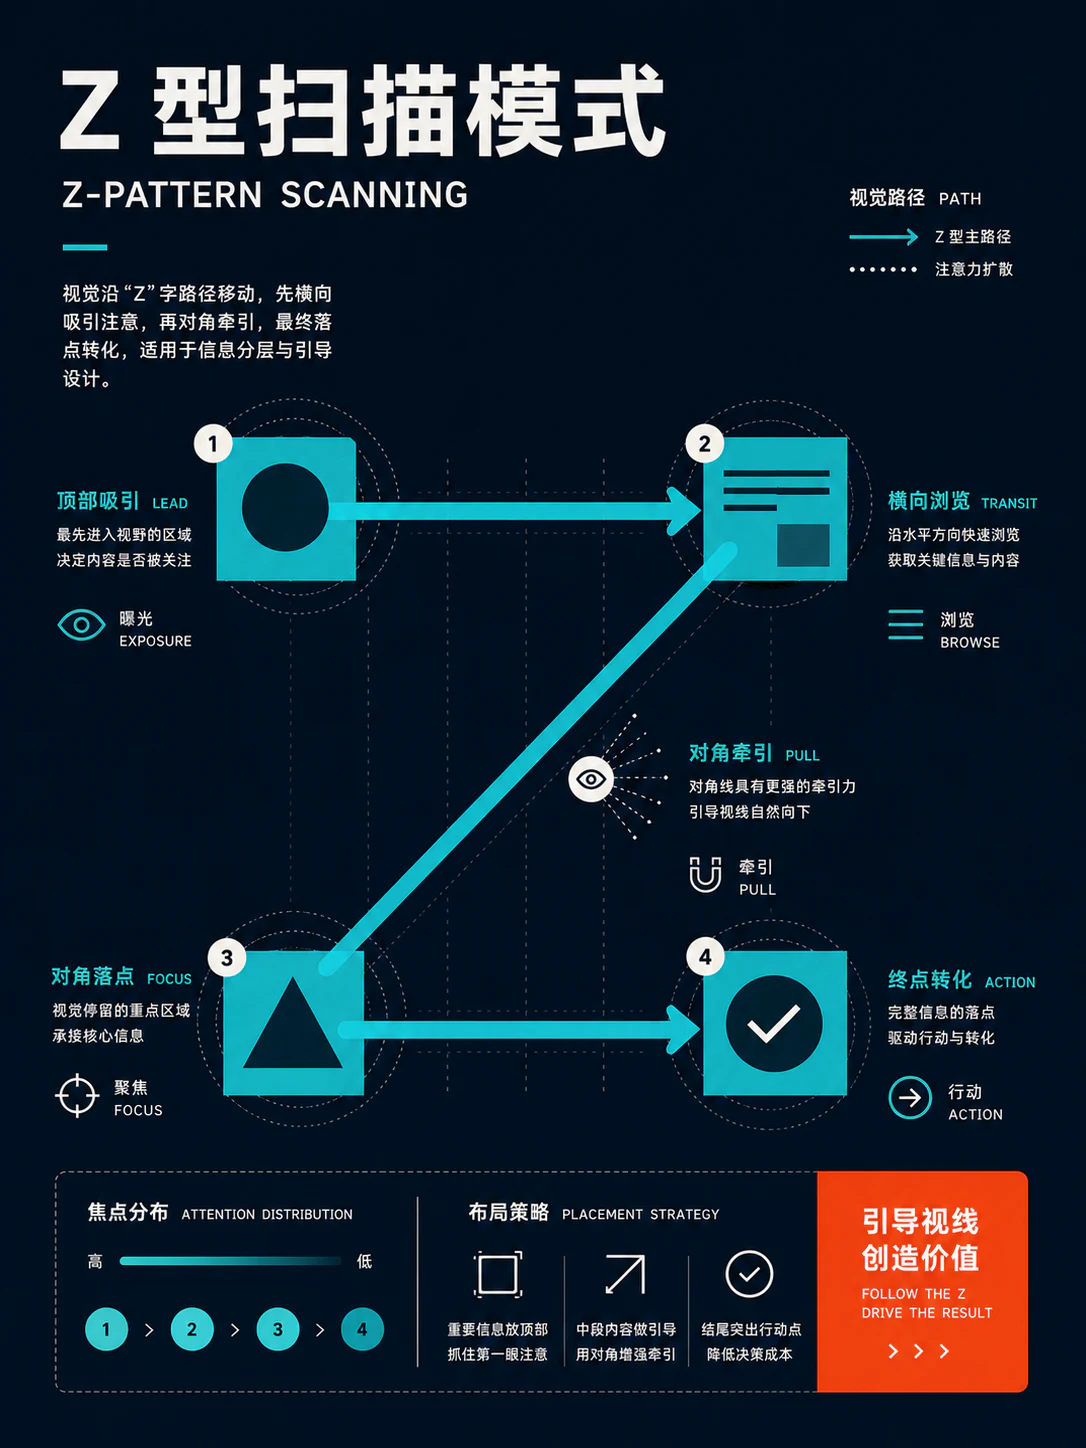 Z 型扫描模式
Z-PATTERN SCANNING
视觉沿“Z”字路径移动，先横向
吸引注意，再对角牵引，最终落
点转化，适用于信息分层与引导
设计。
视觉路径 PATH
Z 型主路径
注意力扩散
1
顶部吸引 LEAD
最先进入视野的区域
决定内容是否被关注
曝光
EXPOSURE
2
横向浏览 TRANSIT
沿水平方向快速浏览
获取关键信息与内容
浏览
BROWSE
对角牵引 PULL
对角线具有更强的牵引力
引导视线自然向下
牵引
PULL
3
对角落点 FOCUS
视觉停留的重点区域
承接核心信息
聚焦
FOCUS
4
终点转化 ACTION
完整信息的落点
驱动行动与转化
行动
ACTION
焦点分布 ATTENTION DISTRIBUTION
高 低
1 2 3 4
布局策略 PLACEMENT STRATEGY
重要信息放顶部
抓住第一眼注意
中段内容做引导
用对角增强牵引
结尾突出行动点
降低决策成本
引导视线
创造价值
FOLLOW THE Z
DRIVE THE RESULT